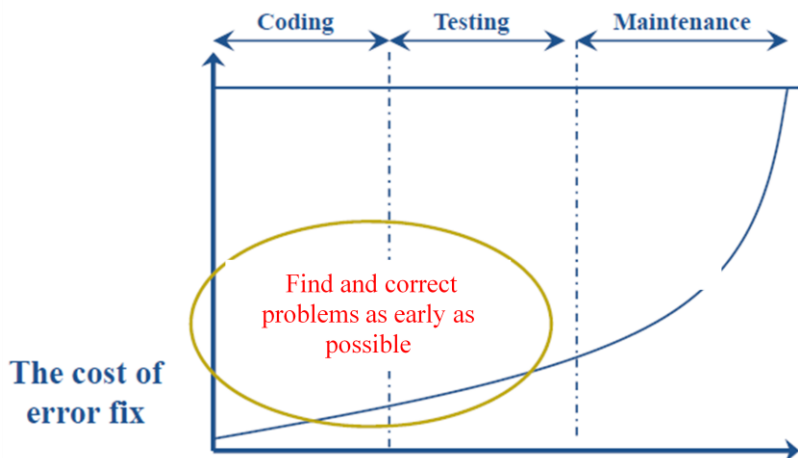 Coding Testing Maintenance
Find and correct
problems as early as
possible
The cost of
error fix